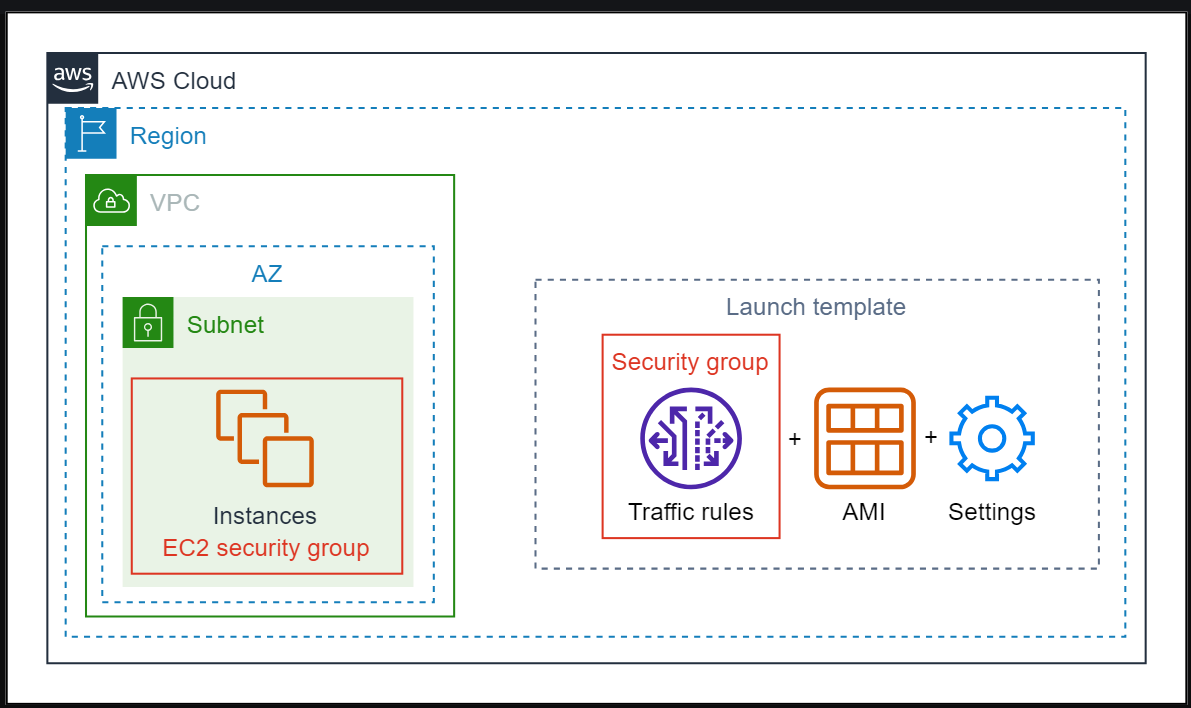 aws
AWS Cloud
Region
VPC
AZ
Subnet
Instances
EC2 security group
Launch template
Security group
Traffic rules
+
AMI
+
Settings